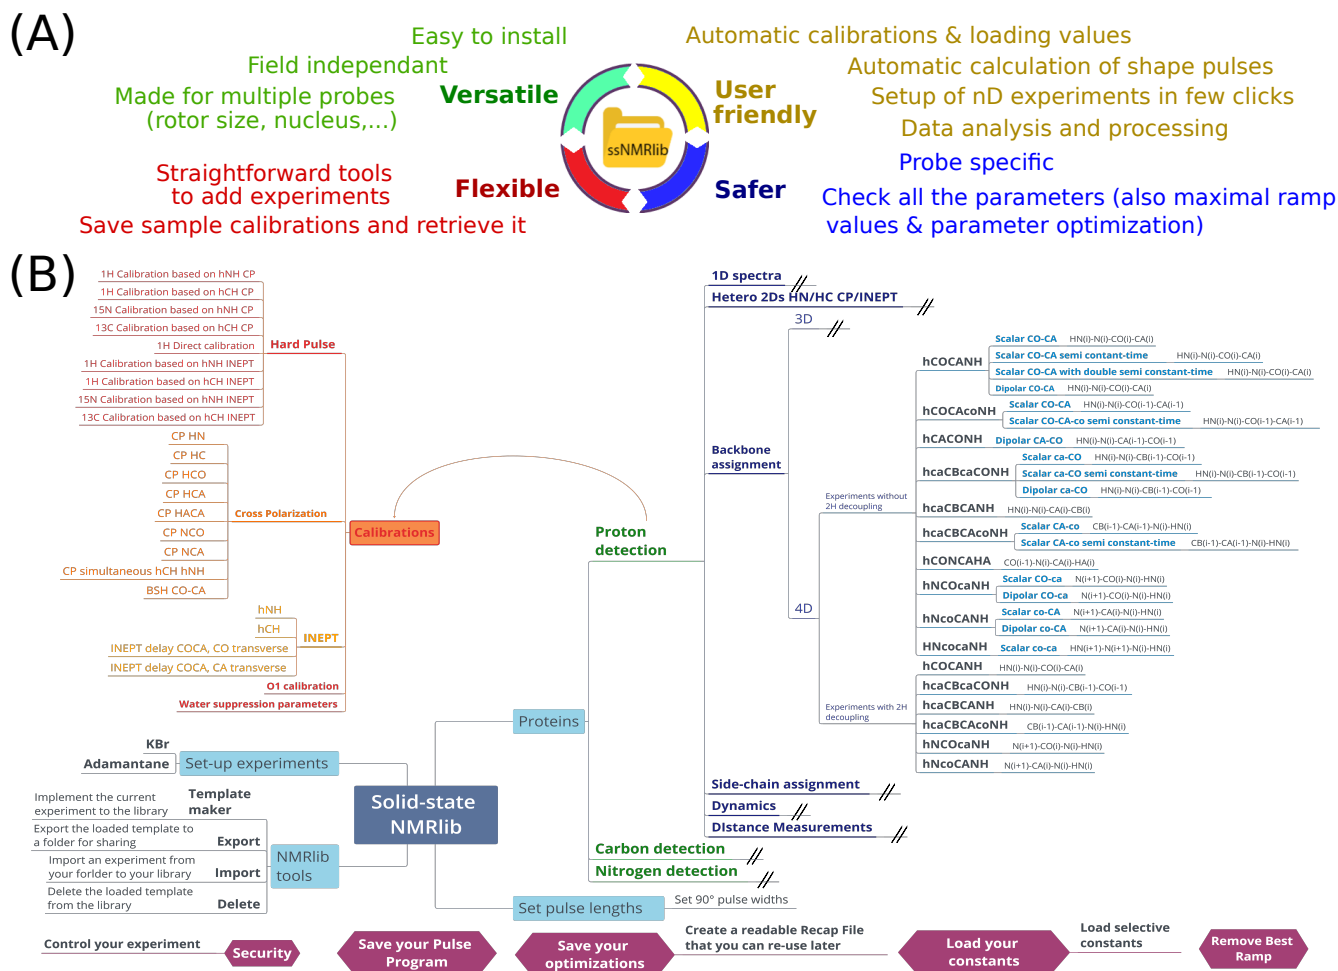 (A)
Easy to install
Field independant
Made for multiple probes
(rotor size, nucleus,...)
Versatile
User
friendly
Automatic calibrations & loading values
Automatic calculation of shape pulses
Setup of nD experiments in few clicks
Data analysis and processing
ssNMRlib
Straightforward tools
to add experiments
Save sample calibrations and retrieve it
Flexible
Safer
Probe specific
Check all the parameters (also maximal ramp
values & parameter optimization)
(B)
1H Calibration based on hNH CP
1H Calibration based on hCH CP
15N Calibration based on hNH CP
13C Calibration based on hCH CP
1H Direct calibration
1H Calibration based on hNH INEPT
1H Calibration based on hCH INEPT
15N Calibration based on hNH INEPT
13C Calibration based on hCH INEPT
Hard Pulse
CP HN
CP HC
CP HCO
CP HCA
CP HACA
CP NCO
CP NCA
CP simultaneous hCH hNH
BSH CO-CA
Cross Polarization
Calibrations
hNH
hCH
INEPT delay COCA, CO transverse
INEPT delay COCA, CA transverse
INEPT
O1 calibration
Water suppression parameters
KBr
Adamantane
Set-up experiments
Implement the current
experiment to the library
Template
maker
Export the loaded template to
a folder for sharing
Export
Import an experiment from
your forlder to your library
Import
Delete the loaded template
from the library
Delete
NMRlib
tools
Solid-state
NMRlib
Proteins
Set pulse lengths
Set 90° pulse widths
Proton
detection
Carbon detection
Nitrogen detection
1D spectra
Hetero 2Ds HN/HC CP/INEPT
Backbone
assignment
Side-chain assignment
Dynamics
DIstance Measurements
3D
4D
Experiments without
2H decoupling
Experiments with 2H
decoupling
hCOCANH
Scalar CO-CA HN(i)-N(i)-CO(i)-CA(i)
Scalar CO-CA semi contant-time HN(i)-N(i)-CO(i)-CA(i)
Scalar CO-CA with double semi constant-time HN(i)-N(i)-CO(i)-CA(i)
Dipolar CO-CA HN(i)-N(i)-CO(i)-CA(i)
hCOCAcoNH
Scalar CO-CA HN(i)-N(i)-CO(i-1)-CA(i-1)
Scalar CO-CA-co semi constant-time HN(i)-N(i)-CO(i-1)-CA(i-1)
hCACONH Dipolar CA-CO HN(i)-N(i)-CA(i-1)-CO(i-1)
hcaCBcaCONH
Scalar ca-CO HN(i)-N(i)-CB(i-1)-CO(i-1)
Scalar ca-CO semi constant-time HN(i)-N(i)-CB(i-1)-CO(i-1)
Dipolar ca-CO HN(i)-N(i)-CB(i-1)-CO(i-1)
hcaCBCANH HN(i)-N(i)-CA(i)-CB(i)
hcaCBCAcoNH
Scalar CA-co CB(i-1)-CA(i-1)-N(i)-HN(i)
Scalar CA-co semi constant-time CB(i-1)-CA(i-1)-N(i)-HN(i)
hCONCAHA CO(i-1)-N(i)-CA(i)-HA(i)
hNCOcaNH
Scalar CO-ca N(i+1)-CO(i)-N(i)-HN(i)
Dipolar CO-ca N(i+1)-CO(i)-N(i)-HN(i)
hNcoCANH
Scalar co-CA N(i+1)-CA(i)-N(i)-HN(i)
Dipolar co-CA N(i+1)-CA(i)-N(i)-HN(i)
HNcocaNH Scalar co-ca HN(i+1)-N(i+1)-N(i)-HN(i)
hCOCANH HN(i)-N(i)-CO(i)-CA(i)
hcaCBcaCONH HN(i)-N(i)-CB(i-1)-CO(i-1)
hcaCBCANH HN(i)-N(i)-CA(i)-CB(i)
hcaCBCAcoNH CB(i-1)-CA(i-1)-N(i)-HN(i)
hNCOcaNH N(i+1)-CO(i)-N(i)-HN(i)
hNcoCANH N(i+1)-CA(i)-N(i)-HN(i)
Control your experiment
Security
Save your Pulse
Program
Save your
optimizations
Create a readable Recap File
that you can re-use later
Load your
constants
Load selective
constants
Remove Best
Ramp